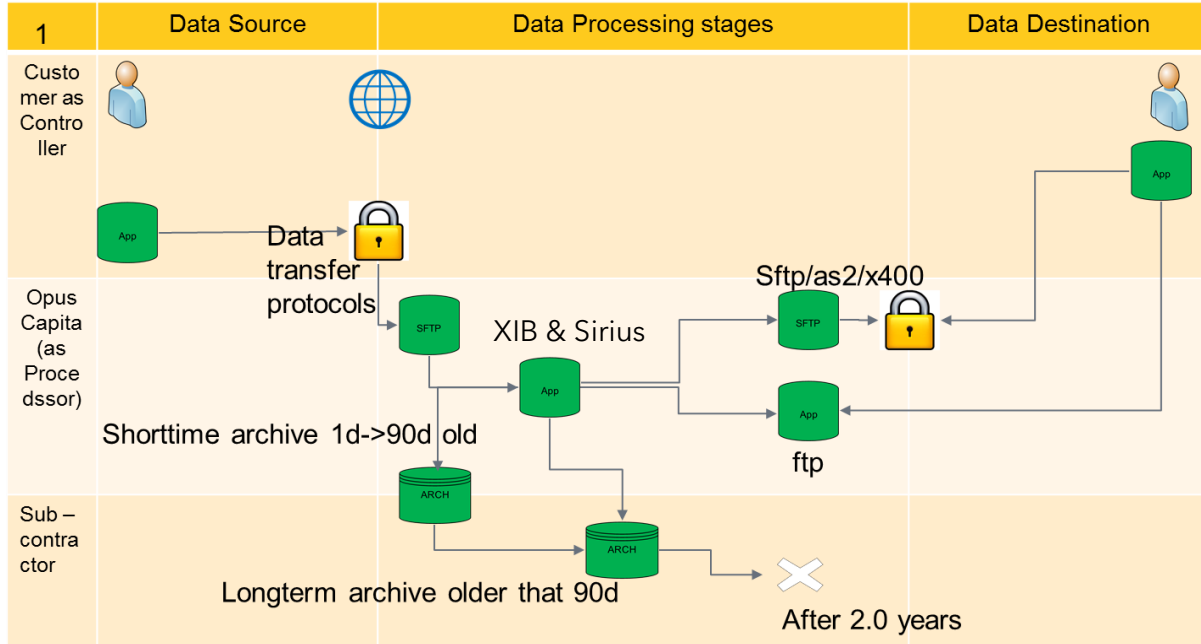 1
Data Source
Data Processing stages
Data Destination
Custo
mer as
Contro
ller
App
App
Data
transfer
protocols
Opus
Capita
(as
Proce
dssor)
SFTP
XIB & Sirius
App
Sftp/as2/x400
SFTP
App
ftp
Shorttime archive 1d->90d old
ARCH
Sub –
contra
ctor
ARCH
Longterm archive older that 90d
After 2.0 years